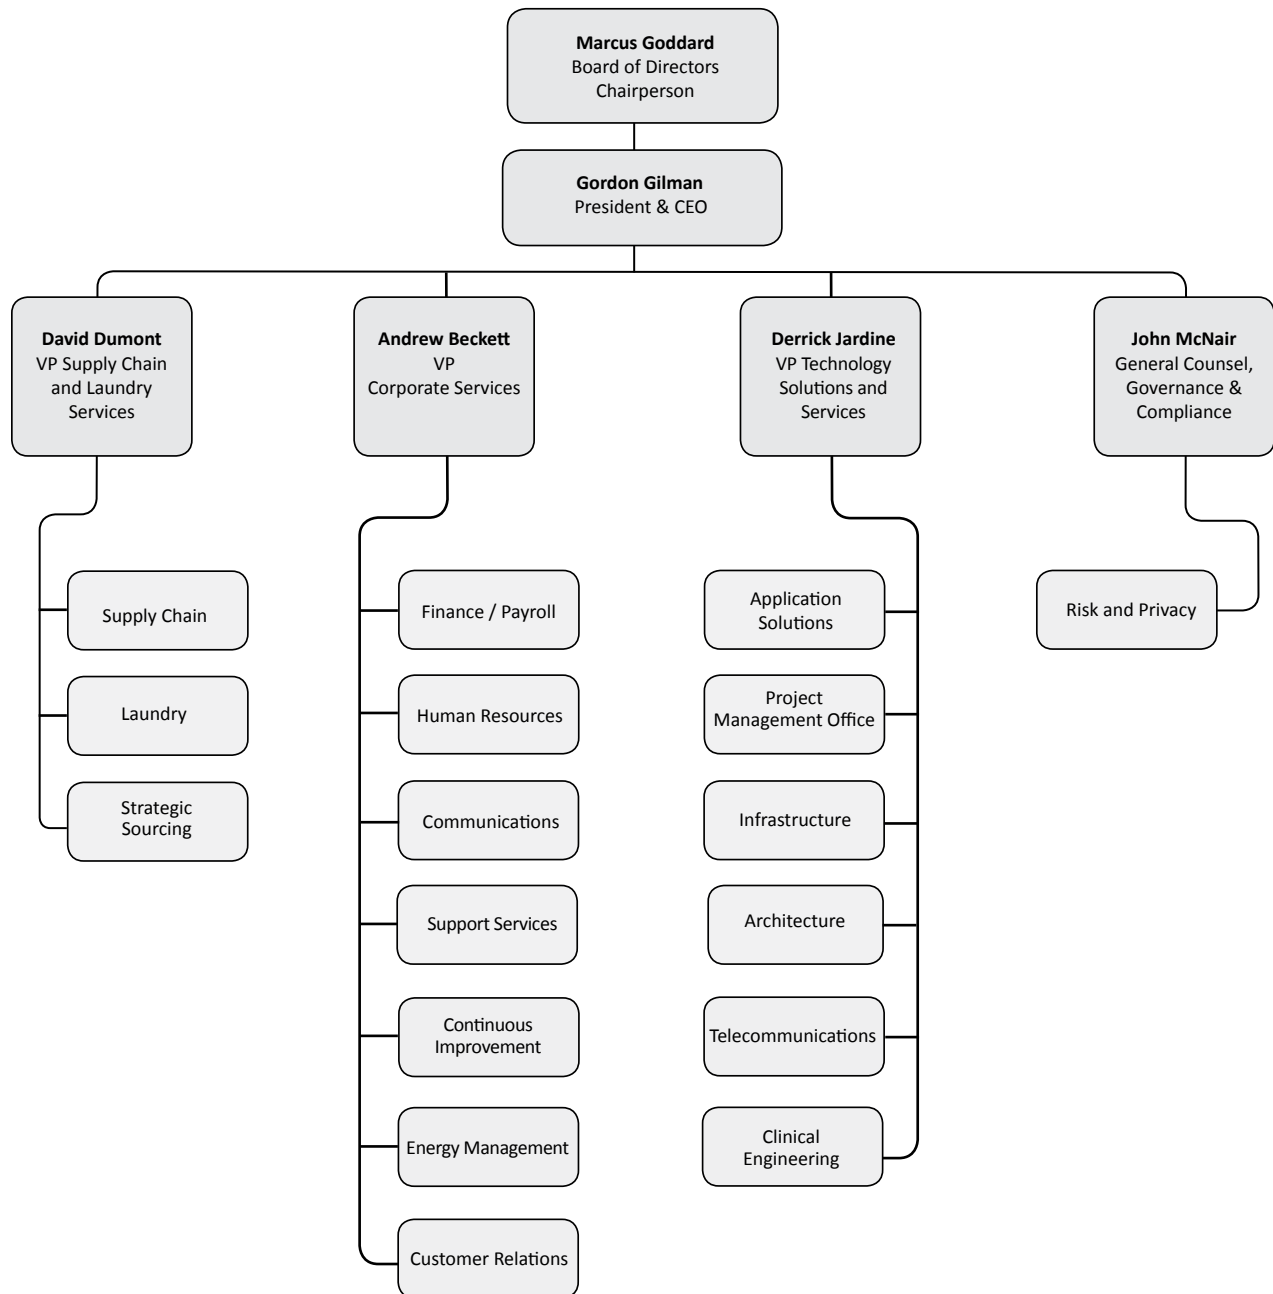 Marcus Goddard
Board of Directors
Chairperson
Gordon Gilman
President & CEO
David Dumont
VP Supply Chain
and Laundry
Services
Andrew Beckett
VP
Corporate Services
Derrick Jardine
VP Technology
Solutions and
Services
John McNair
General Counsel,
Governance &
Compliance
Supply Chain
Laundry
Strategic
Sourcing
Finance / Payroll
Human Resources
Communications
Support Services
Continuous
Improvement
Energy Management
Customer Relations
Application
Solutions
Project
Management Office
Infrastructure
Architecture
Telecommunications
Clinical
Engineering
Risk and Privacy